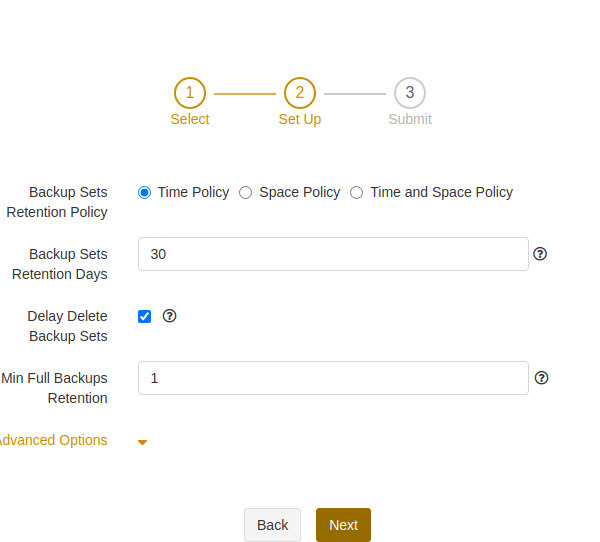 1 2 3
Select Set Up Submit
Backup Sets Time Policy Space Policy Time and Space Policy
Retention Policy
Backup Sets 30
Retention Days
Delay Delete
Backup Sets
Min Full Backups 1
Retention
Advanced Options
Back Next